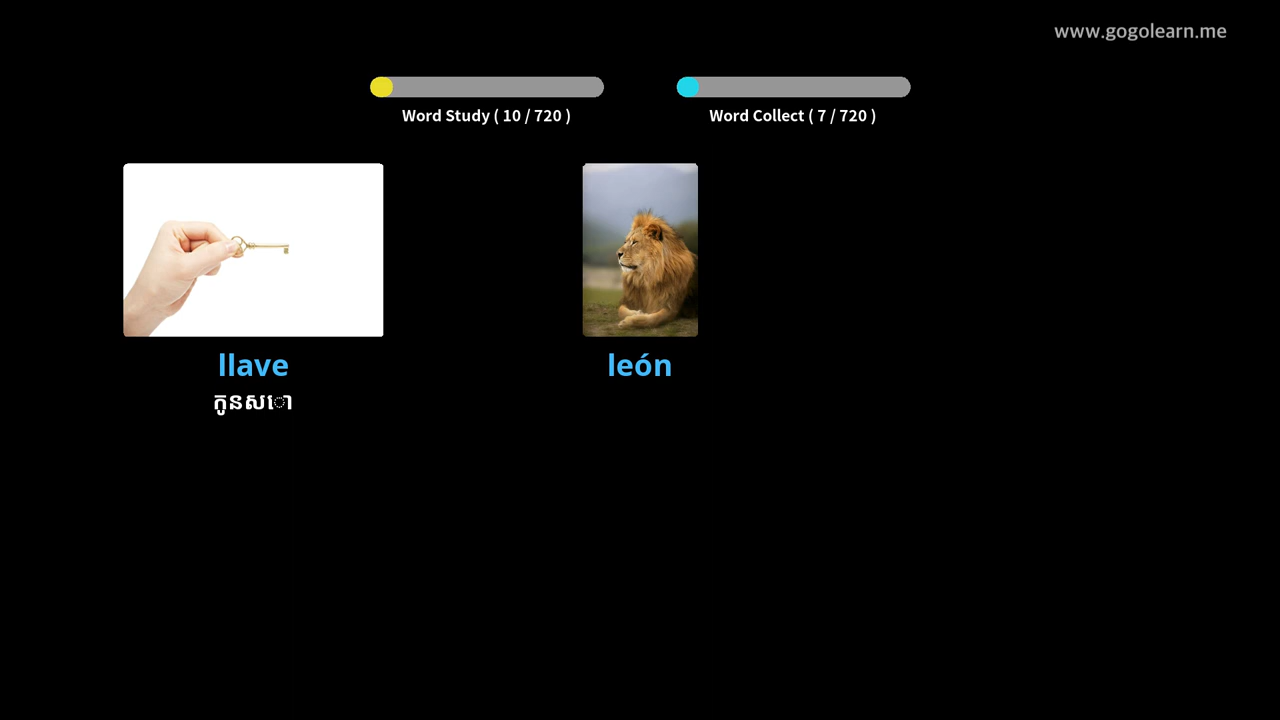 www.gogolearn.me
Word Study ( 10 / 720 )
Word Collect ( 7 / 720 )
llave
león
កូនសោ